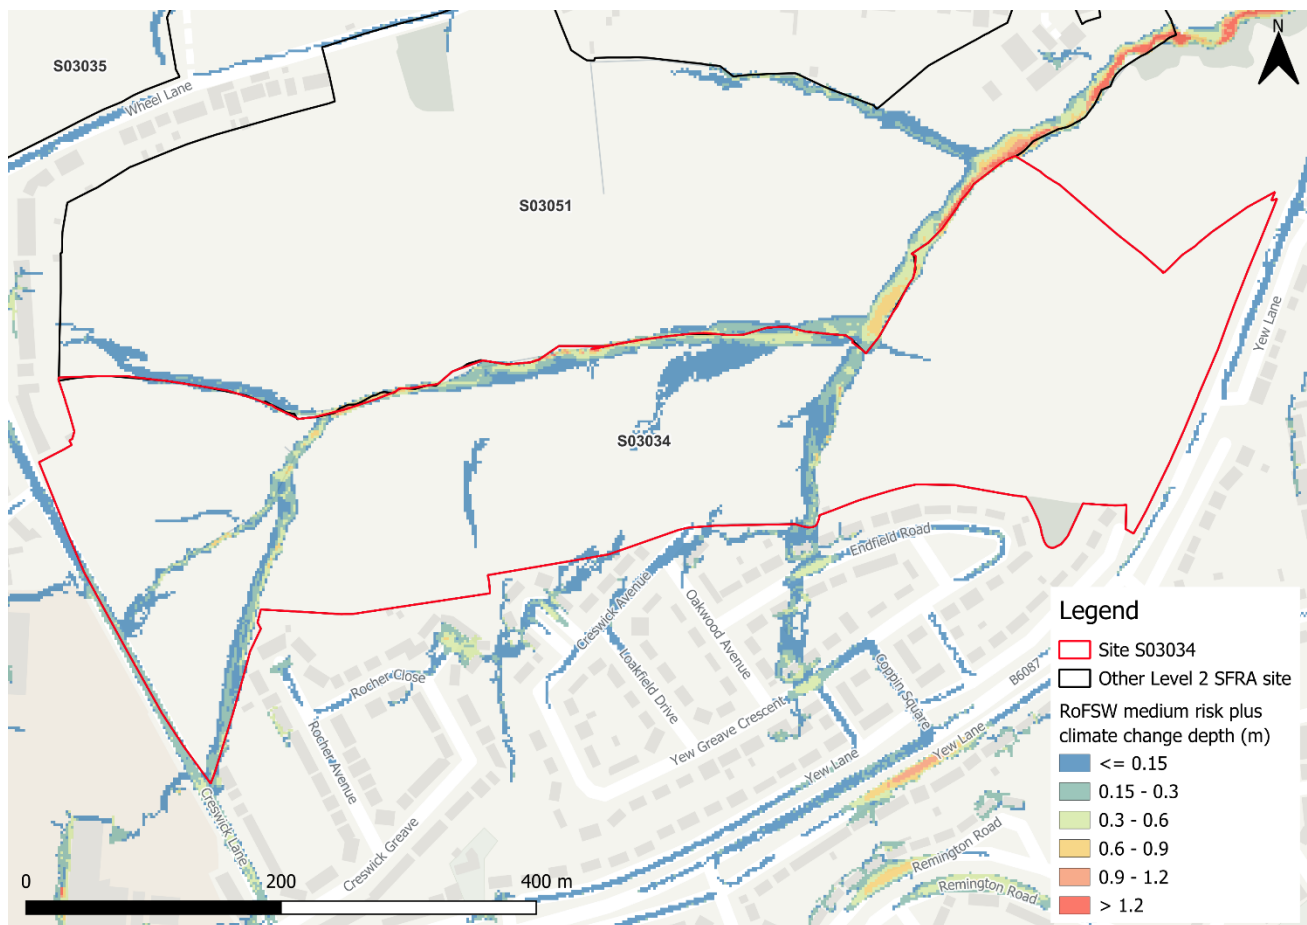 N
S03035
Wheel Lane
S03051
Yew Lane
S03034
Endfield Road
Creswick Avenue
Oakwood Avenue
Loakfield Drive
Rocher Close
Coppin Square
B6087
Rocher Avenue
Yew Greave Crescent
Yew Lane
Yew Lane
Creswick Lane
Creswick Greave
Remington Road
Remington Road
Legend
Site S03034
Other Level 2 SFRA site
RoFSW medium risk plus
climate change depth (m)
<= 0.15
0.15 - 0.3
0.3 - 0.6
0.6 - 0.9
0.9 - 1.2
> 1.2
0 200 400 m